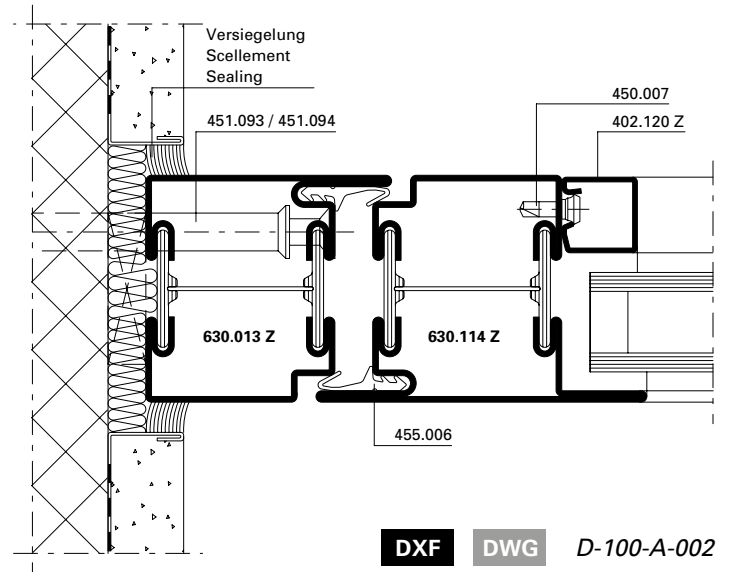 Versiegelung
Scellement
Sealing
451.093 / 451.094
450.007
402.120 Z
630.013 Z
630.114 Z
455.006
DXF
DWG
D-100-A-002